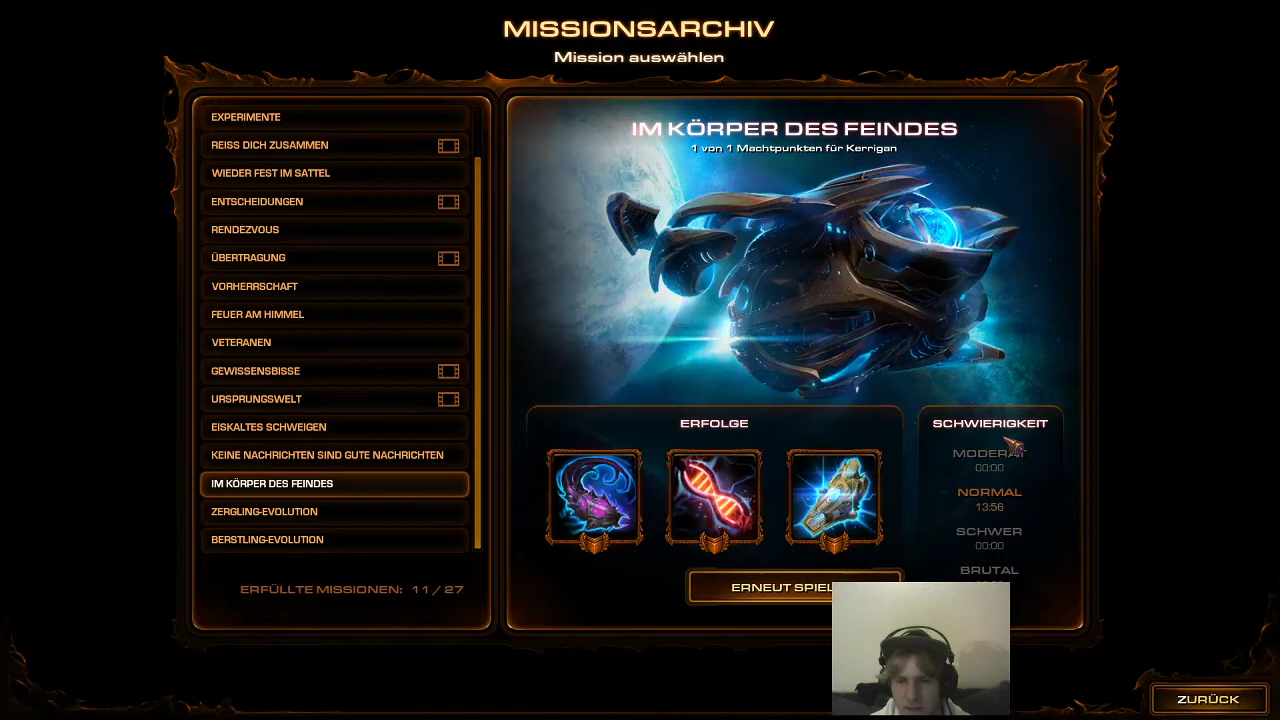 MISSIONSARCHIV
Mission auswählen
EXPERIMENTE
REISS DICH ZUSAMMEN
WIEDER FEST IM SATTEL
ENTSCHEIDUNGEN
RENDEZVOUS
ÜBERTRAGUNG
VORHERRSCHAFT
FEUER AM HIMMEL
VETERANEN
GEWISSENSBISSE
URSPRUNGSWELT
EISKALTES SCHWEIGEN
KEINE NACHRICHTEN SIND GUTE NACHRICHTEN
IM KÖRPER DES FEINDES
ZERGLING-EVOLUTION
BERSTLING-EVOLUTION
ERFÜLLTE MISSIONEN: 11/27
IM KÖRPER DES FEINDES
1 von 1 Machtpunkten für Kerrigan
ERFOLGE
SCHWIERIGKEIT
00:00
NORMAL
13:56
SCHWER
00:00
BRUTAL
ERNEUT
ZURÜCK